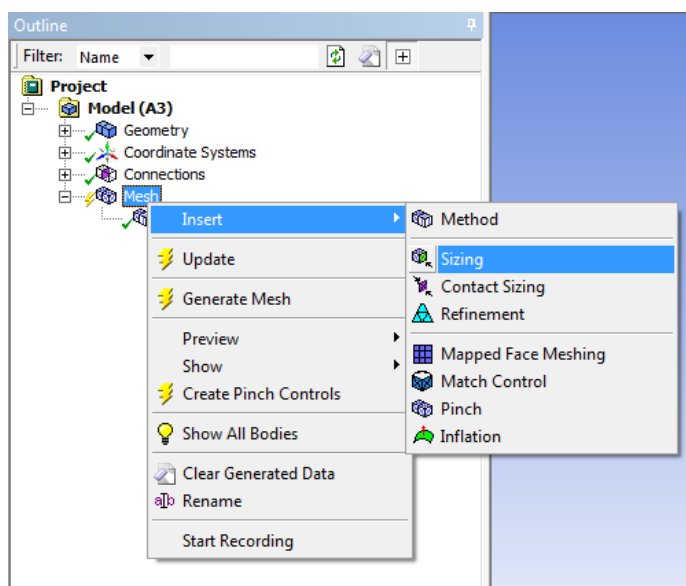 Outline
Filter: Name
Project
Model (A3)
Geometry
Coordinate Systems
Connections
Mesh
Insert
Update
Generate Mesh
Preview
Show
Create Pinch Controls
Show All Bodies
Clear Generated Data
Rename
Start Recording
Method
Sizing
Contact Sizing
Refinement
Mapped Face Meshing
Match Control
Pinch
Inflation